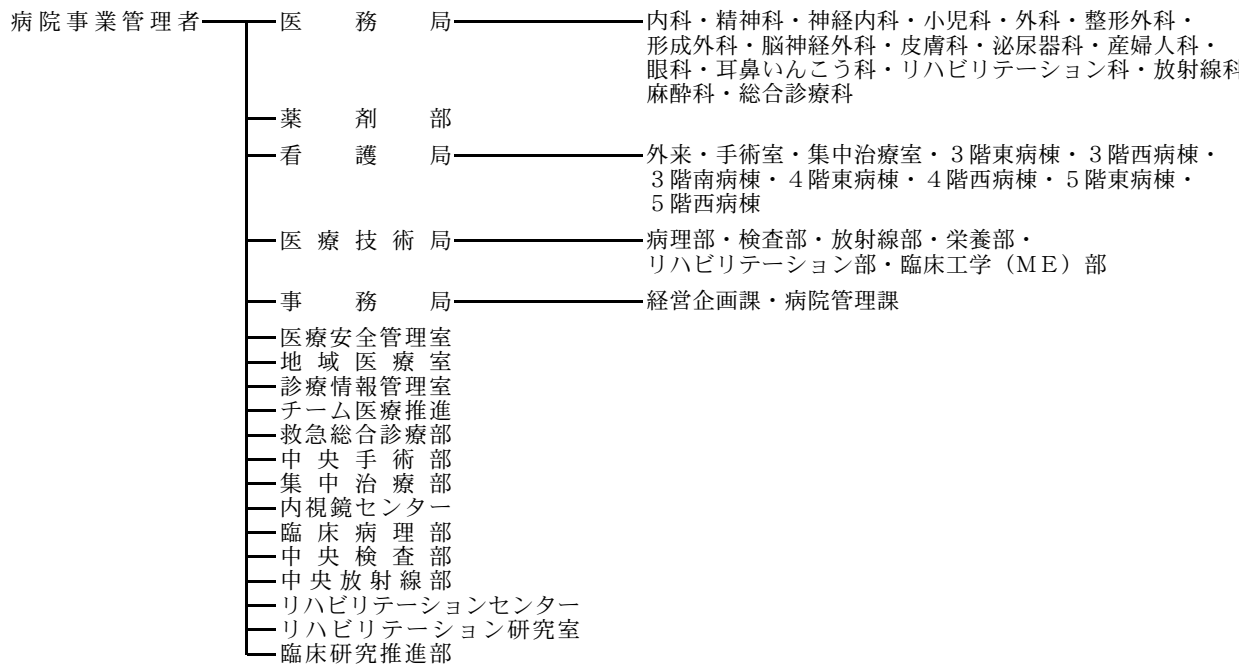 病院事業管理者
医務局
内科・精神科・神経内科・小児科・外科・整形外科・
形成外科・脳神経外科・皮膚科・泌尿器科・産婦人科・
眼科・耳鼻いんこう科・リハビリテーション科・放射線科
麻酔科・総合診療科
薬剤部
看護局
外来・手術室・集中治療室・3階東病棟・3階西病棟・
3階南病棟・4階東病棟・4階西病棟・5階東病棟・
5階西病棟
医療技術局
病理部・検査部・放射線部・栄養部・
リハビリテーション部・臨床工学(ME)部
事務局
経営企画課・病院管理課
医療安全管理室
地域医療室
診療情報管理室
チーム医療推進
救急総合診療部
中央手術部
集中治療部
内視鏡センター
臨床病理部
中央検査部
中央放射線部
リハビリテーションセンター
リハビリテーション研究室
臨床研究推進部